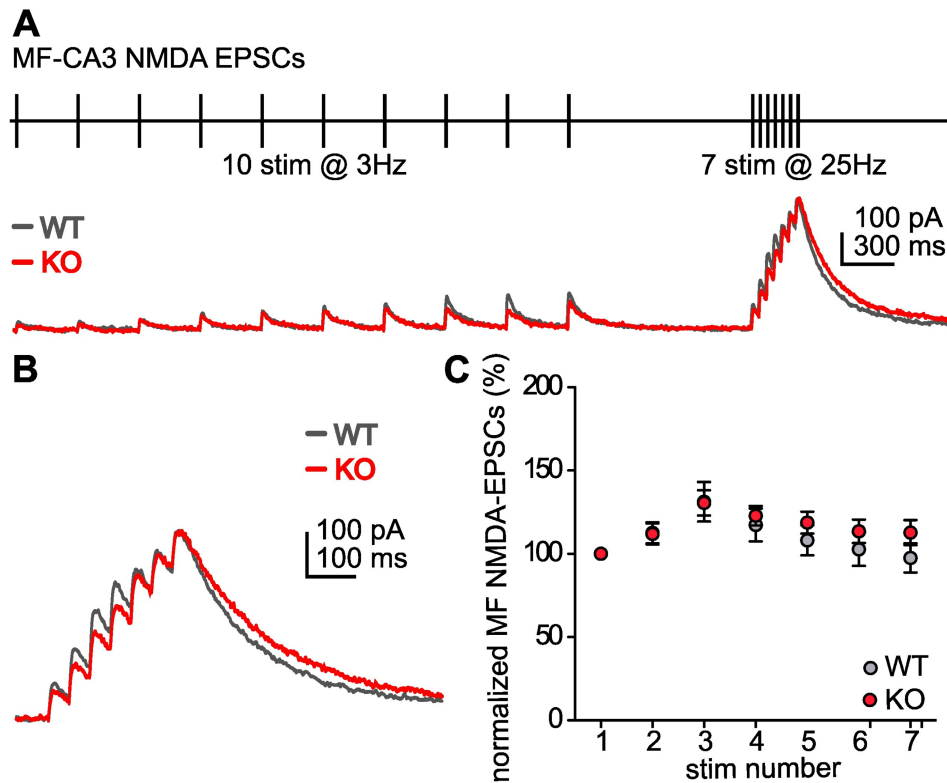 A
MF-CA3 NMDA EPSCs
10 stim @ 3Hz
7 stim @ 25Hz
WT
KO
100 pA
300 ms
B
WT
KO
100 pA
100 ms
C
normalized MF NMDA-EPSCs (%)
200
150
100
50
0
1 2 3 4 5 6 7
stim number
WT
KO